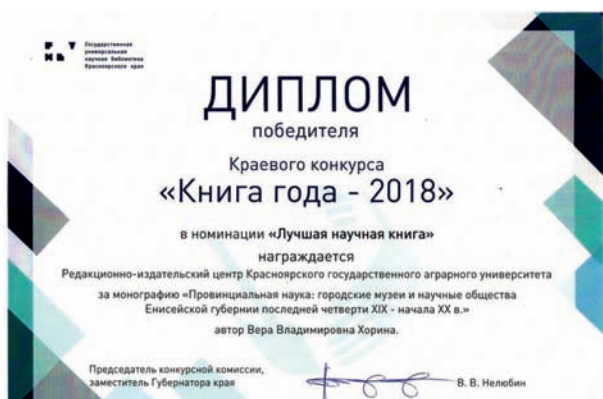 Государственная
универсальная
научная библиотека
Красноярского края
ДИПЛОМ
победителя
Краевого конкурса
«Книга года - 2018»
в номинации «Лучшая научная книга»
награждается
Редакционно-издательский центр Красноярского государственного аграрного университета
за монографию «Провинциальная наука: городские музеи и научные общества
Енисейской губернии последней четверти XIX - начала XX в.»
автор Вера Владимировна Хорина.
Председатель конкурсной комиссии,
заместитель Губернатора края
В. В. Нелюбин